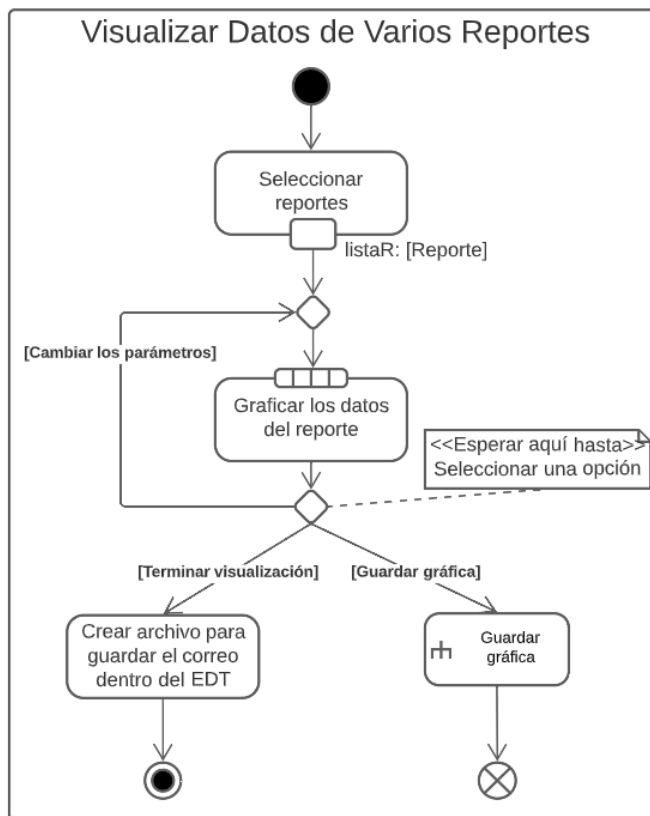 Visualizar Datos de Varios Reportes
Seleccionar
reportes
listaR: [Reporte]
[Cambiar los parámetros]
Graficar los datos
del reporte
<<Esperar aquí hasta>>
Seleccionar una opción
[Terminar visualización]
[Guardar gráfica]
Crear archivo para
guardar el correo
dentro del EDT
Guardar
gráfica